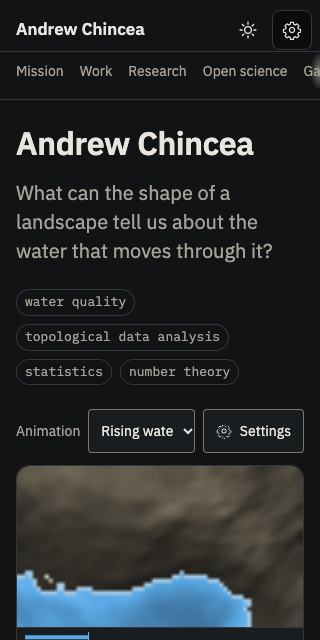 Andrew Chincea
Mission Work Research Open science Ga
Andrew Chincea
What can the shape of a
landscape tell us about the
water that moves through it?
water quality
topological data analysis
statistics number theory
Animation Rising wate Settings